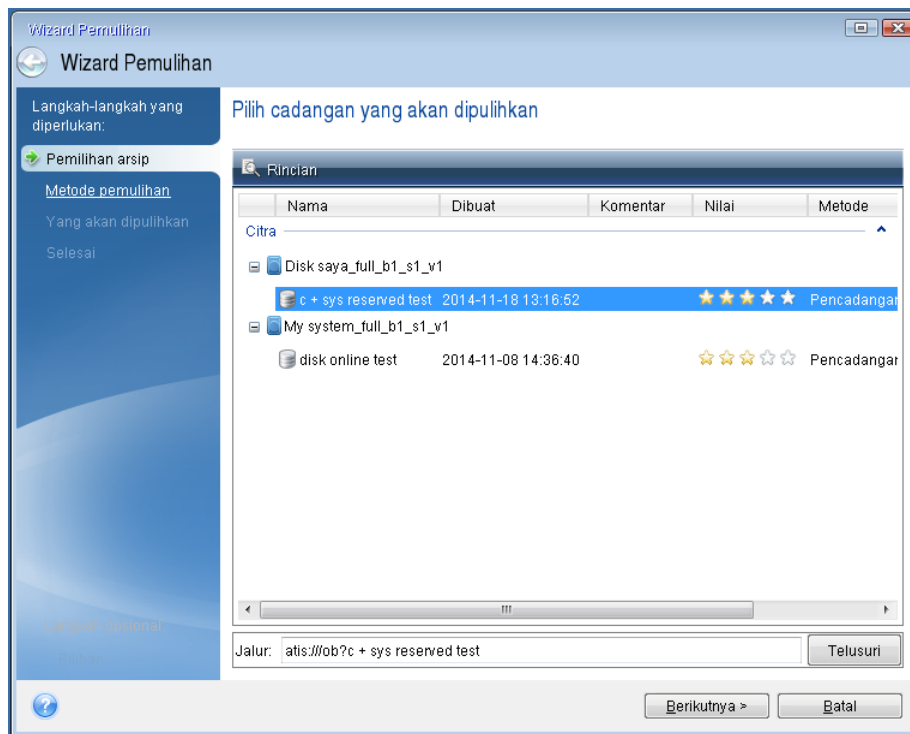 Wizard Pemulihan
Wizard Pemulihan
Langkah-langkah yang
diperlukan:
Pemilihan arsip
Metode pemulihan
Yang akan dipulihkan
Selesai
Pilih cadangan yang akan dipulihkan
Rincian
Nama Dibuat Komentar Nilai Metode
Citra
Disk saya_full_b1_s1_v1
c + sys reserved test 2014-11-18 13:16:52 Pencadangan
My system_full_b1_s1_v1
disk online test 2014-11-08 14:36:40 Pencadangan
Langkah opsional
Jalur: atis:///ob?c + sys reserved test Telusuri
Berikutnya > Batal